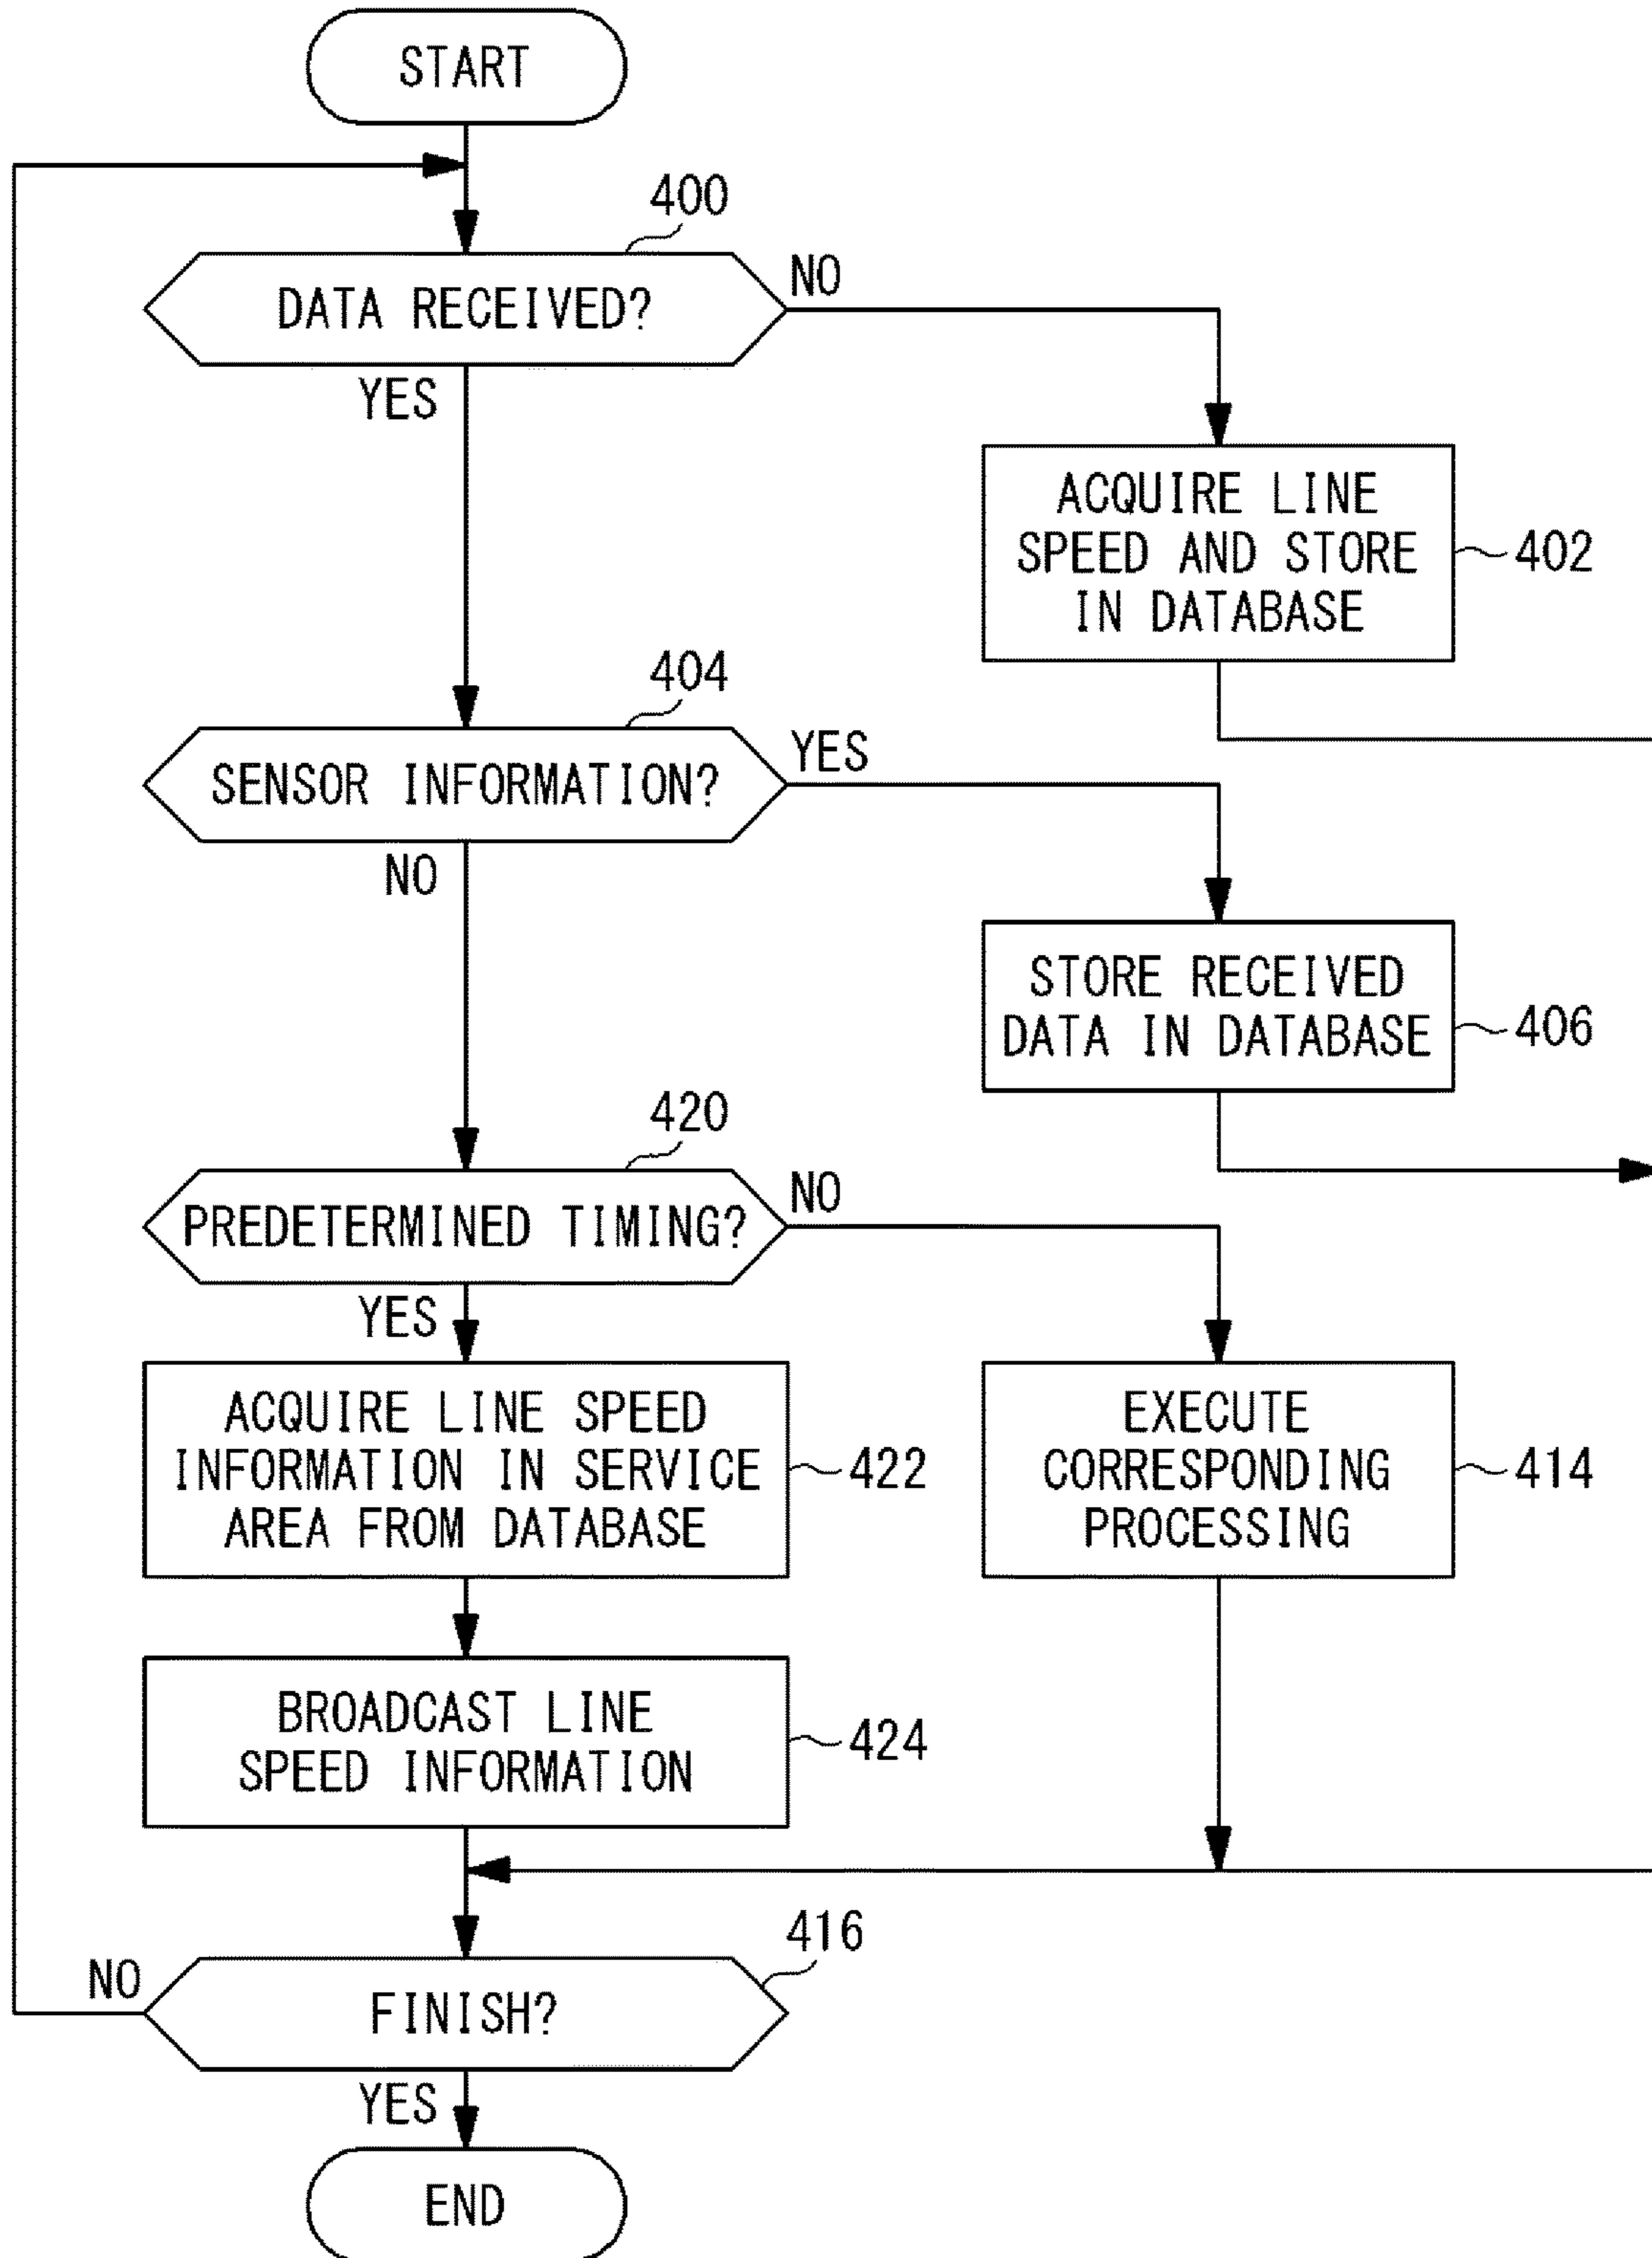 START
400
DATA RECEIVED?
NO
YES
ACQUIRE LINE
SPEED AND STORE
IN DATABASE
402
404
SENSOR INFORMATION?
YES
NO
STORE RECEIVED
DATA IN DATABASE
406
420
PREDETERMINED TIMING?
NO
YES
ACQUIRE LINE SPEED
INFORMATION IN SERVICE
AREA FROM DATABASE
422
EXECUTE
CORRESPONDING
PROCESSING
414
BROADCAST LINE
SPEED INFORMATION
424
416
NO
FINISH?
YES
END